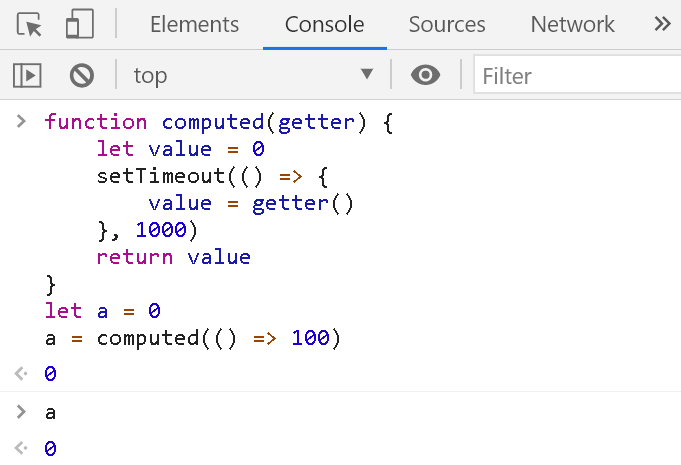 Elements Console Sources Network »
top ▼ Filter
> function computed(getter) {
    let value = 0
    setTimeout(() => {
        value = getter()
    }, 1000)
    return value
}
let a = 0
a = computed(() => 100)
0
> a
0